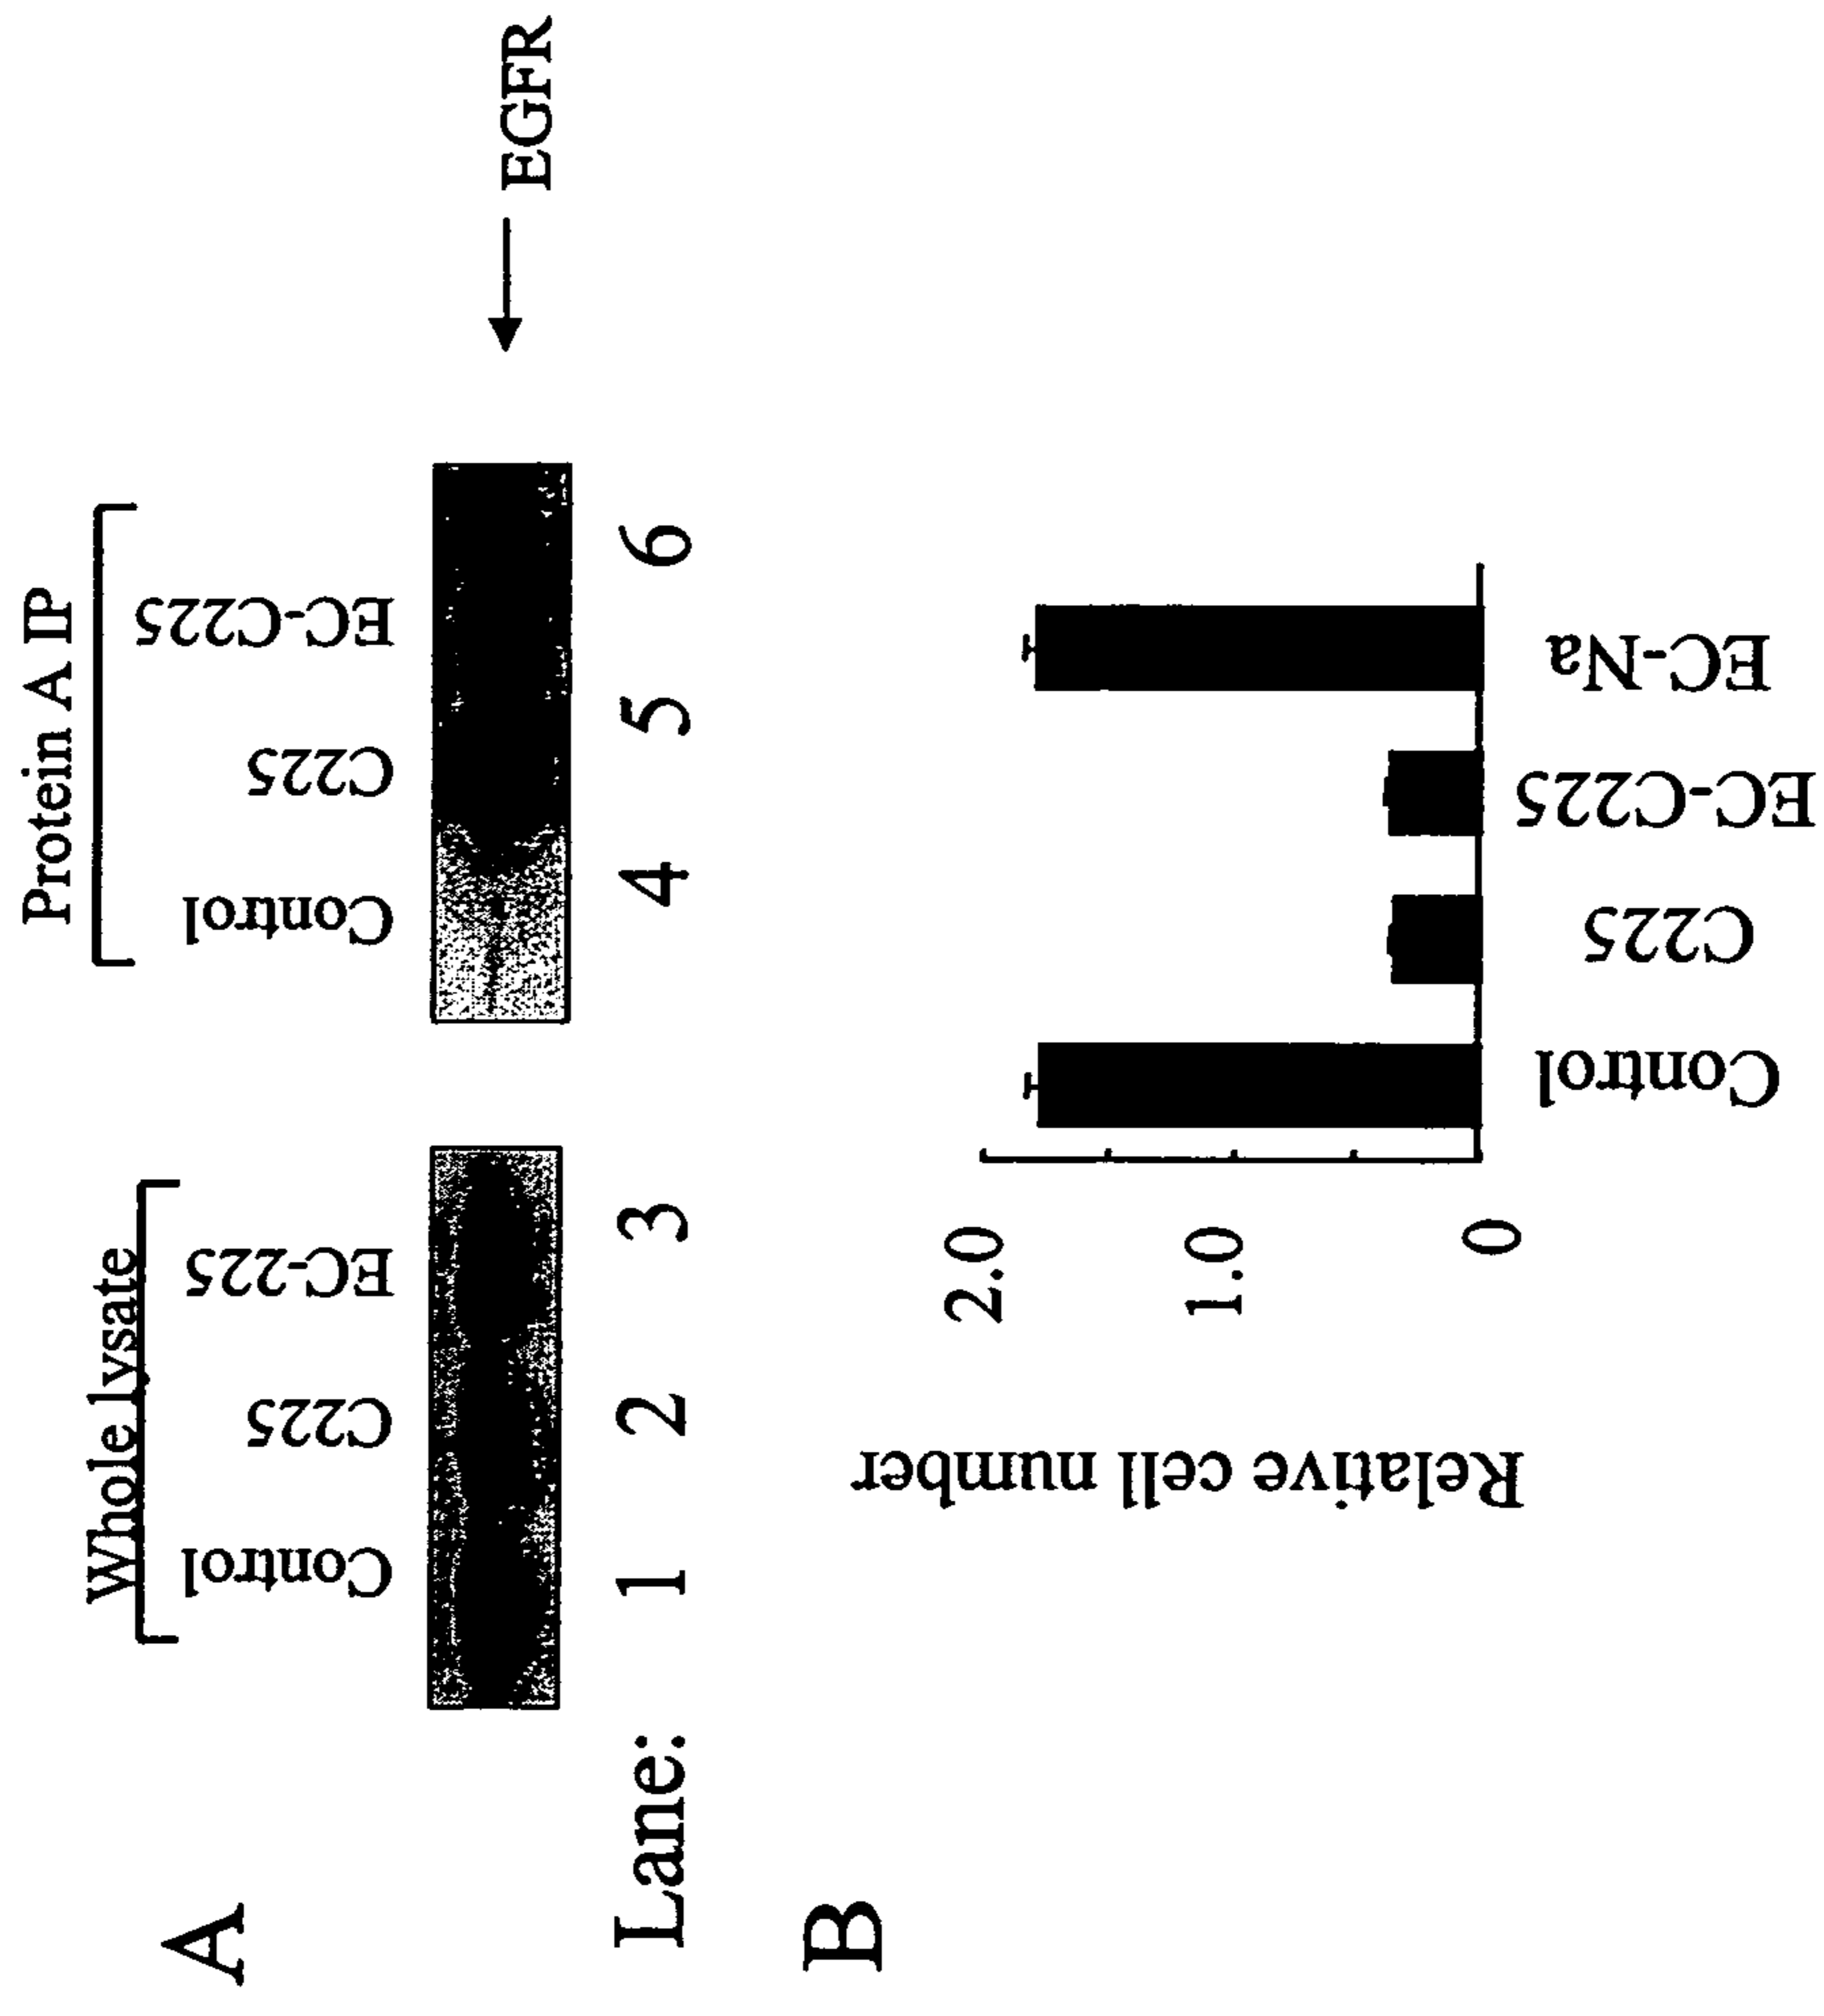 A
Whole lysate
Protein A IP
Control
C225
EC-225
Control
C225
EC-C225
EGFR
Lane:
1
2
3
4
5
6
B
Relative cell number
2.0
1.0
0
Control
C225
EC-C225
EC-Na